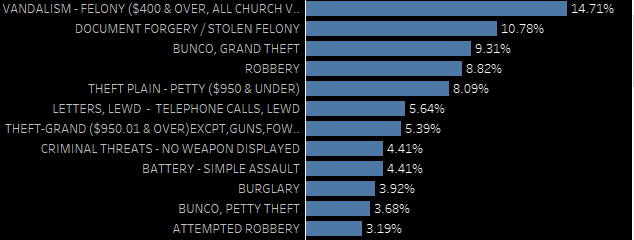 VANDALISM - FELONY ($400 & OVER, ALL CHURCH V.. 14.71%
DOCUMENT FORGERY / STOLEN FELONY 10.78%
BUNCO, GRAND THEFT 9.31%
ROBBERY 8.82%
THEFT PLAIN - PETTY ($950 & UNDER) 8.09%
LETTERS, LEWD - TELEPHONE CALLS, LEWD 5.64%
THEFT-GRAND ($950.01 & OVER)EXCPT,GUNS,FOW.. 5.39%
CRIMINAL THREATS - NO WEAPON DISPLAYED 4.41%
BATTERY - SIMPLE ASSAULT 4.41%
BURGLARY 3.92%
BUNCO, PETTY THEFT 3.68%
ATTEMPTED ROBBERY 3.19%